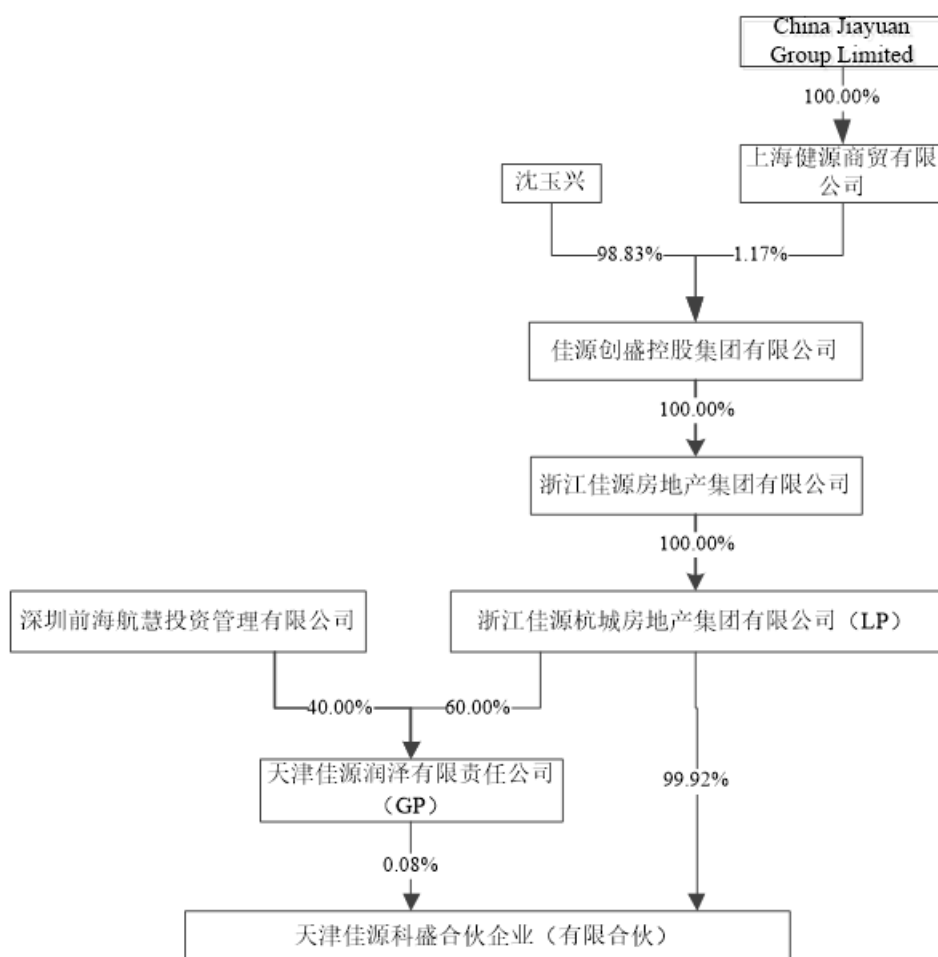 China Jiayuan
Group Limited
100.00%
上海健源商贸有限
公司
沈玉兴
98.83%
1.17%
佳源创盛控股集团有限公司
100.00%
浙江佳源房地产集团有限公司
100.00%
深圳前海航慧投资管理有限公司
浙江佳源杭城房地产集团有限公司（LP）
40.00%
60.00%
天津佳源润泽有限责任公司
（GP）
99.92%
0.08%
天津佳源科盛合伙企业（有限合伙）